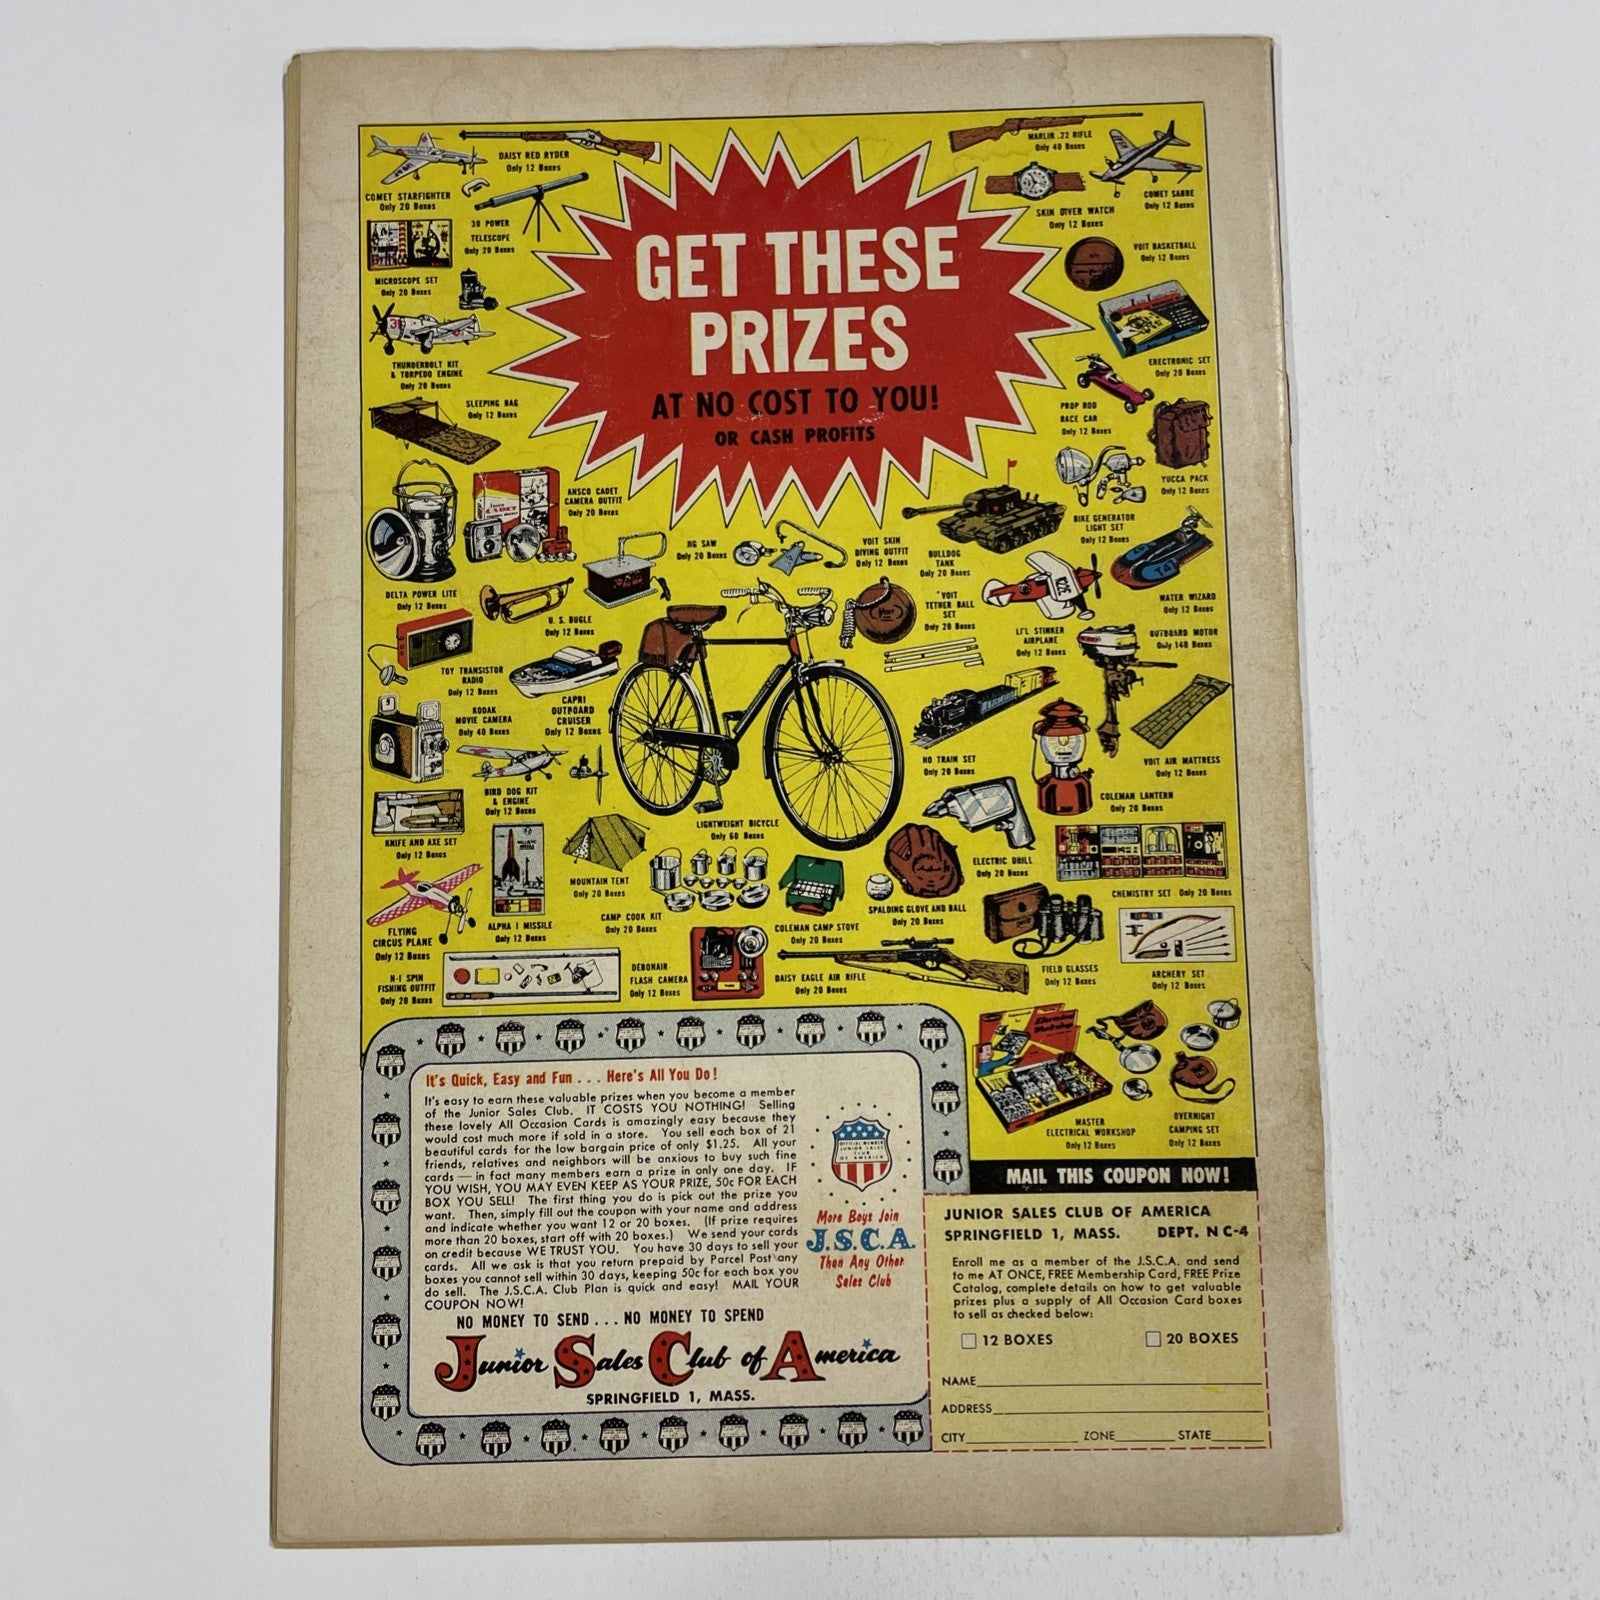 GET THESE
PRIZES
AT NO COST TO YOU!
OR CASH PROFITS
DAISY RED RYDER
Only 12 Boxes
MARLIN .22 RIFLE
Only 40 Boxes
COMET STARFIGHTER
Only 20 Boxes
30 POWER
TELESCOPE
Only 20 Boxes
SKIN DIVER WATCH
Only 12 Boxes
COMET SABRE
Only 12 Boxes
VOIT BASKETBALL
Only 12 Boxes
MICROSCOPE SET
Only 20 Boxes
THUNDERBOLT KIT
& TORPEDO ENGINE
Only 20 Boxes
ERECTRONIC SET
Only 20 Boxes
SLEEPING BAG
Only 12 Boxes
PROP ROD
RACE CAR
Only 12 Boxes
YUCCA PACK
Only 12 Boxes
ANSCO CADET
CAMERA OUTFIT
Only 20 Boxes
BIKE GENERATOR
LIGHT SET
Only 12 Boxes
JIG SAW
Only 20 Boxes
VOIT SKIN
DIVING OUTFIT
Only 12 Boxes
BULLDOG
TANK
Only 20 Boxes
DELTA POWER LITE
Only 12 Boxes
U. S. BUGLE
Only 12 Boxes
"VOIT
TETHER BALL
SET
Only 20 Boxes
WATER WIZARD
Only 12 Boxes
LI'L STINKER
AIRPLANE
Only 12 Boxes
OUTBOARD MOTOR
Only 140 Boxes
TOY TRANSISTOR
RADIO
Only 12 Boxes
CAPRI
OUTBOARD
CRUISER
Only 12 Boxes
KODAK
MOVIE CAMERA
Only 40 Boxes
HO TRAIN SET
Only 20 Boxes
VOIT AIR MATTRESS
Only 12 Boxes
BIRD DOG KIT
& ENGINE
Only 12 Boxes
COLEMAN LANTERN
Only 20 Boxes
LIGHTWEIGHT BICYCLE
Only 60 Boxes
KNIFE AND AXE SET
Only 12 Boxes
ELECTRIC DRILL
Only 20 Boxes
MOUNTAIN TENT
Only 20 Boxes
CHEMISTRY SET Only 20 Boxes
FLYING
CIRCUS PLANE
Only 12 Boxes
ALPHA I MISSILE
Only 12 Boxes
CAMP COOK KIT
Only 20 Boxes
COLEMAN CAMP STOVE
Only 20 Boxes
SPALDING GLOVE AND BALL
Only 20 Boxes
H-I SPIN
FISHING OUTFIT
Only 20 Boxes
DEBONAIR
FLASH CAMERA
Only 12 Boxes
DAISY EAGLE AIR RIFLE
Only 20 Boxes
FIELD GLASSES
Only 12 Boxes
ARCHERY SET
Only 12 Boxes
MASTER
ELECTRICAL WORKSHOP
Only 12 Boxes
OVERNIGHT
CAMPING SET
Only 12 Boxes
It's Quick, Easy and Fun . . . Here's All You Do!
It's easy to earn these valuable prizes when you become a member
of the Junior Sales Club. IT COSTS YOU NOTHING! Selling
these lovely All Occasion Cards is amazingly easy because they
would cost much more if sold in a store. You sell each box of 21
beautiful cards for the low bargain price of only $1.25. All your
friends, relatives and neighbors will be anxious to buy such fine
cards — in fact many members earn a prize in only one day. IF
YOU WISH, YOU MAY EVEN KEEP AS YOUR PRIZE, 50c FOR EACH
BOX YOU SELL! The first thing you do is pick out the prize you
want. Then, simply fill out the coupon with your name and address
and indicate whether you want 12 or 20 boxes. (If prize requires
more than 20 boxes, start off with 20 boxes.) We send your cards
on credit because WE TRUST YOU. You have 30 days to sell your
cards. All we ask is that you return prepaid by Parcel Post any
boxes you cannot sell within 30 days, keeping 50c for each box you
do sell. The J.S.C.A. Club Plan is quick and easy! MAIL YOUR
COUPON NOW!
OFFICIAL MEMBER
JUNIOR SALES
CLUB
OF AMERICA
More Boys Join
J.S.C.A.
Than Any Other
Sales Club
NO MONEY TO SEND . . . NO MONEY TO SPEND
Junior Sales Club of America
SPRINGFIELD 1, MASS.
MAIL THIS COUPON NOW!
JUNIOR SALES CLUB OF AMERICA
SPRINGFIELD 1, MASS. DEPT. N C-4
Enroll me as a member of the J.S.C.A. and send
to me AT ONCE, FREE Membership Card, FREE Prize
Catalog, complete details on how to get valuable
prizes plus a supply of All Occasion Card boxes
to sell as checked below:
12 BOXES 20 BOXES
NAME
ADDRESS
CITY ZONE STATE